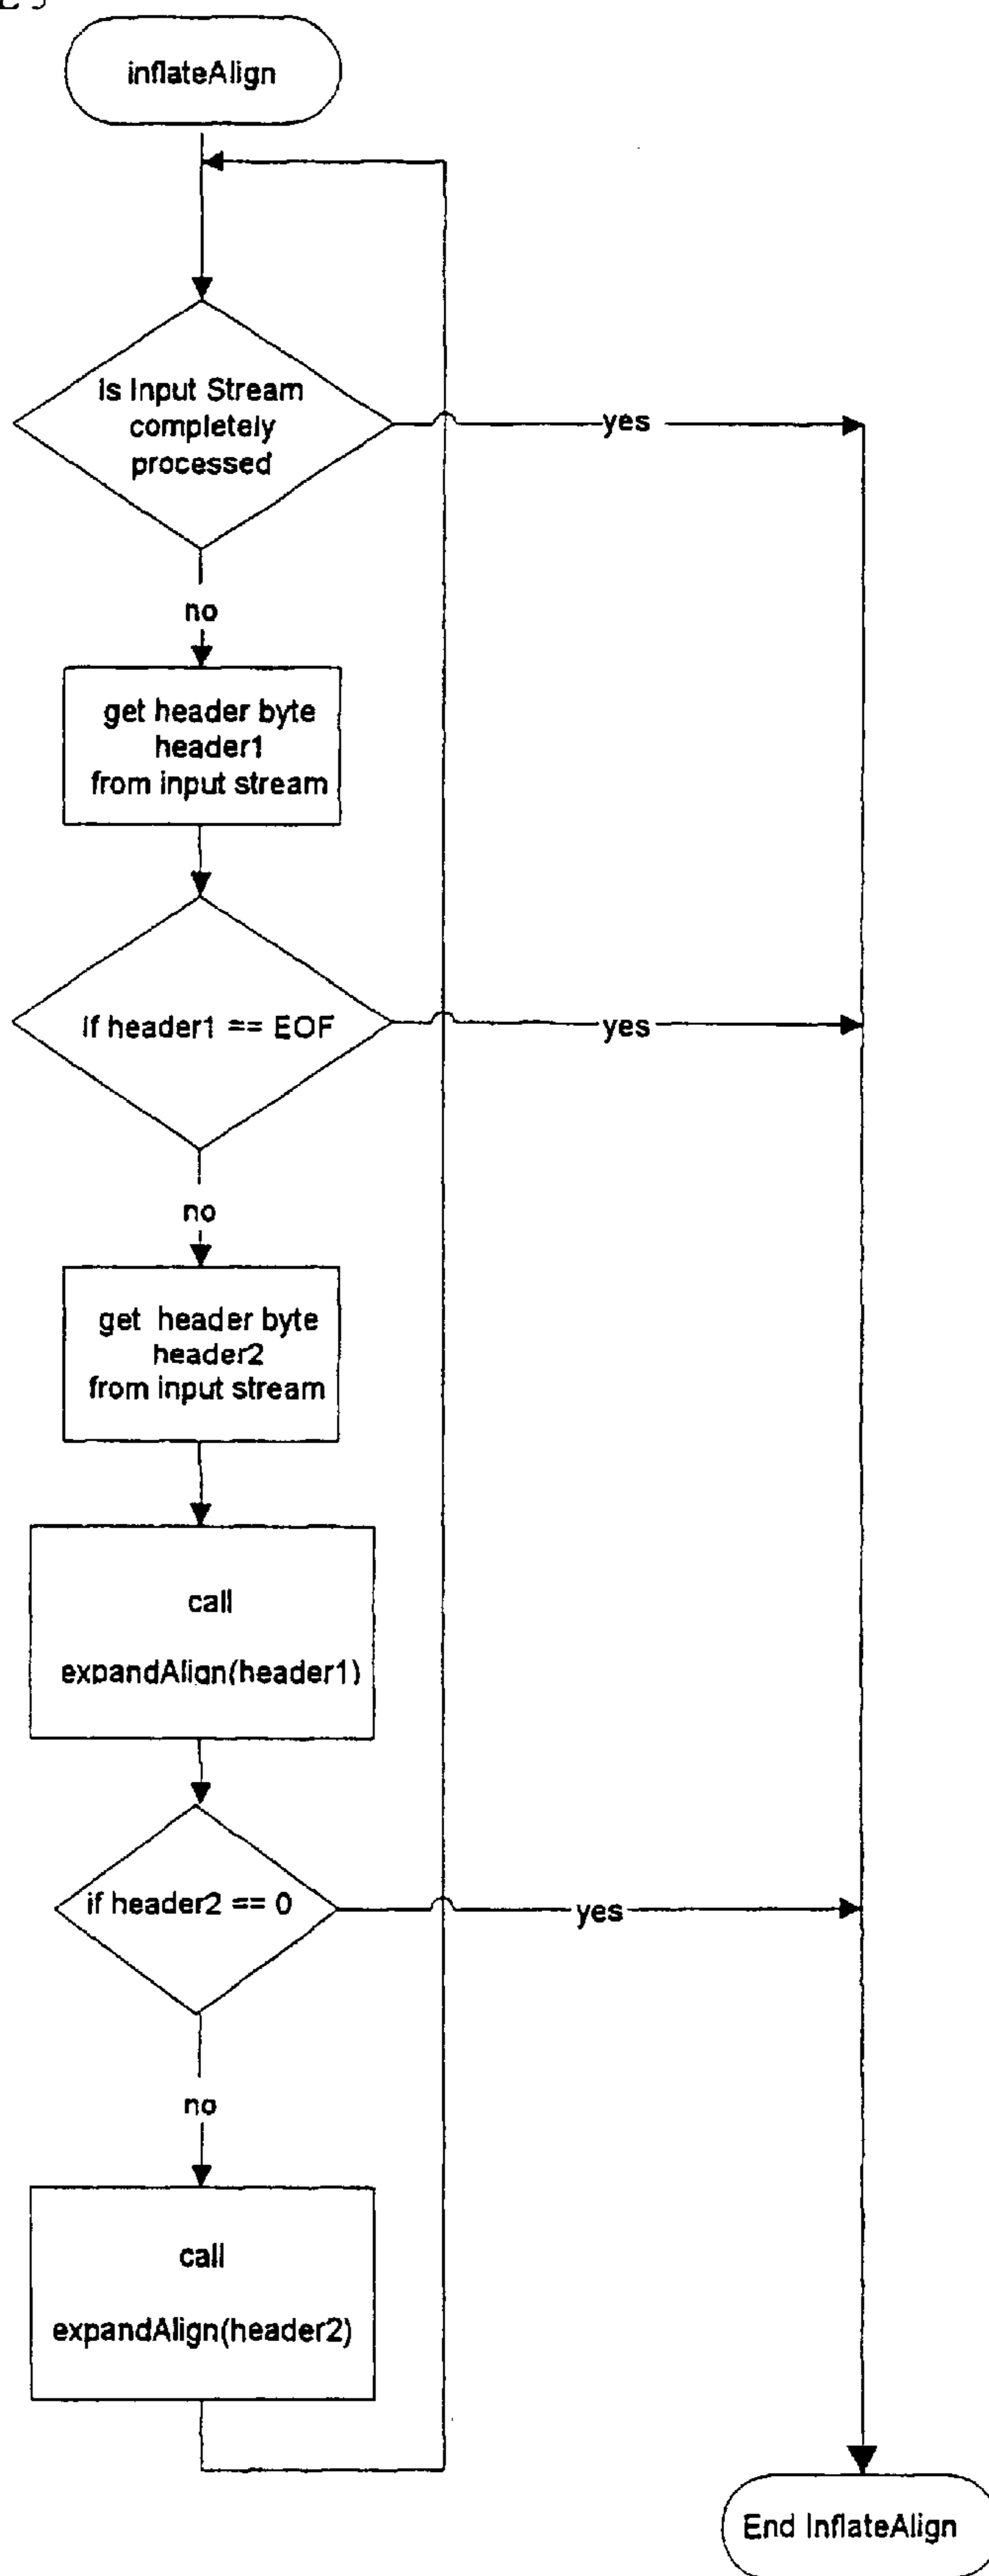 inflateAlign
Is Input Stream
completely
processed
yes
no
get header byte
header1
from input stream
if header1 == EOF
yes
no
get header byte
header2
from input stream
call
expandAlign(header1)
if header2 == 0
yes
no
call
expandAlign(header2)
End InflateAlign